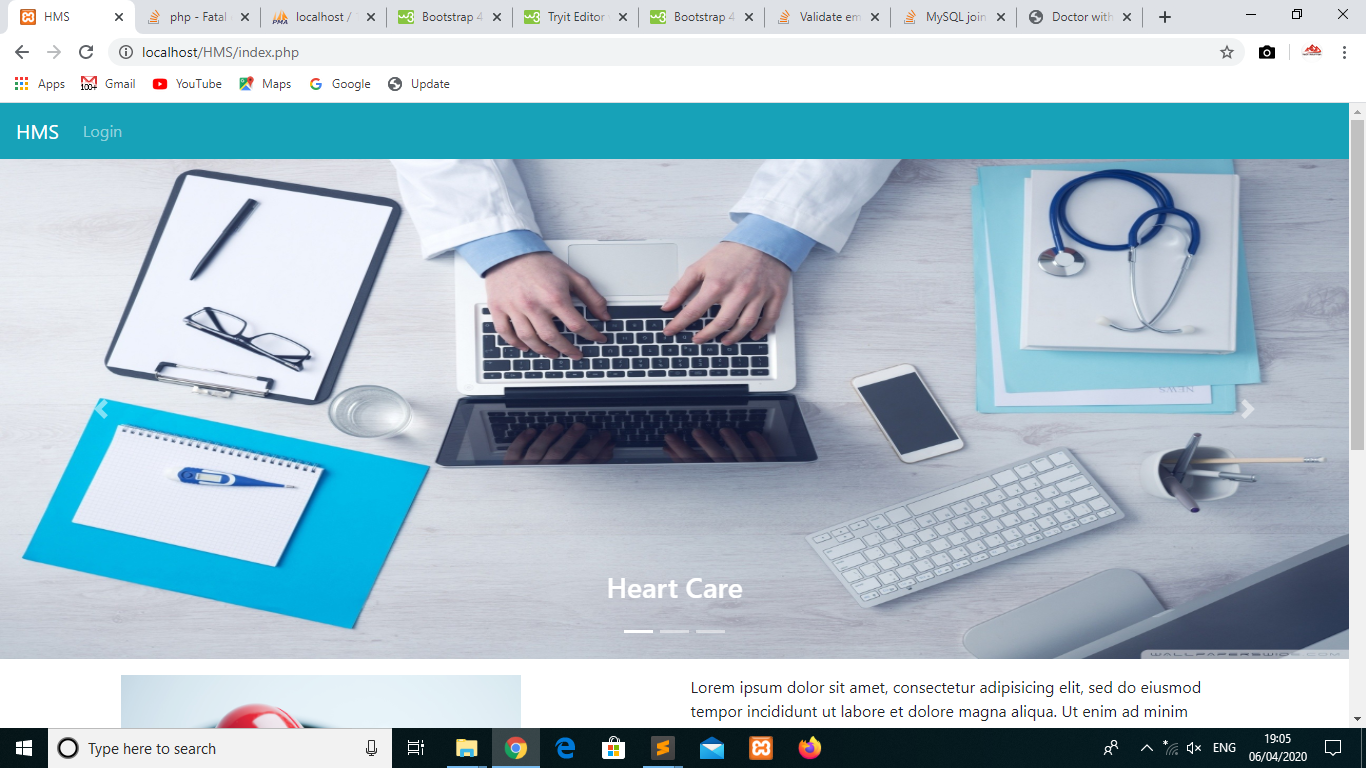 HMS
php - Fatal
localhost /
Bootstrap 4
Tryit Editor
Bootstrap 4
Validate em
MySQL join
Doctor with
localhost/HMS/index.php
Apps
100+
Gmail
YouTube
Maps
Google
Update
HMS
Login
NEWS
Heart Care
WALLPAPERSWIDE.COM
Lorem ipsum dolor sit amet, consectetur adipisicing elit, sed do eiusmod
tempor incididunt ut labore et dolore magna aliqua. Ut enim ad minim
Type here to search
ENG
19:05
06/04/2020